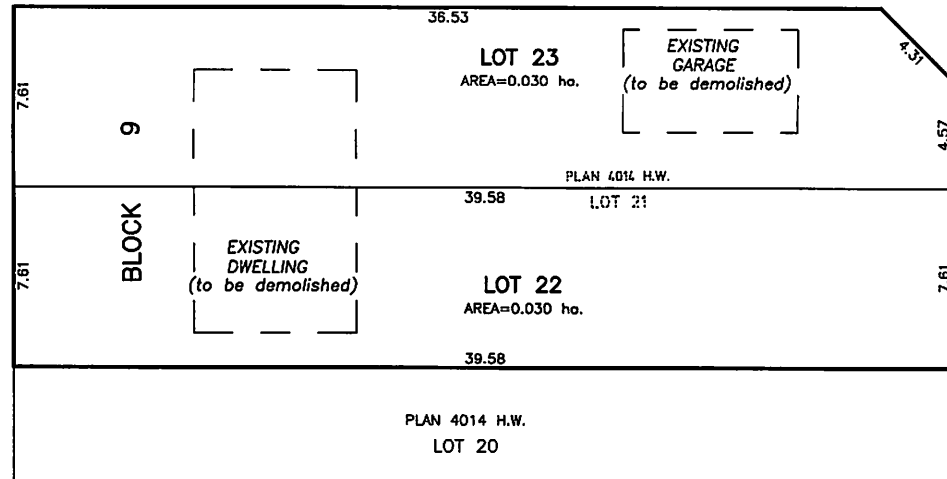 36.53
LOT 23
AREA=0.030 ha.
EXISTING
GARAGE
(to be demolished)
4.31
7.61
9
4.57
PLAN 4014 H.W.
39.58
LOT 21
BLOCK
EXISTING
DWELLING
(to be demolished)
7.61
LOT 22
AREA=0.030 ha.
7.61
39.58
PLAN 4014 H.W.
LOT 20